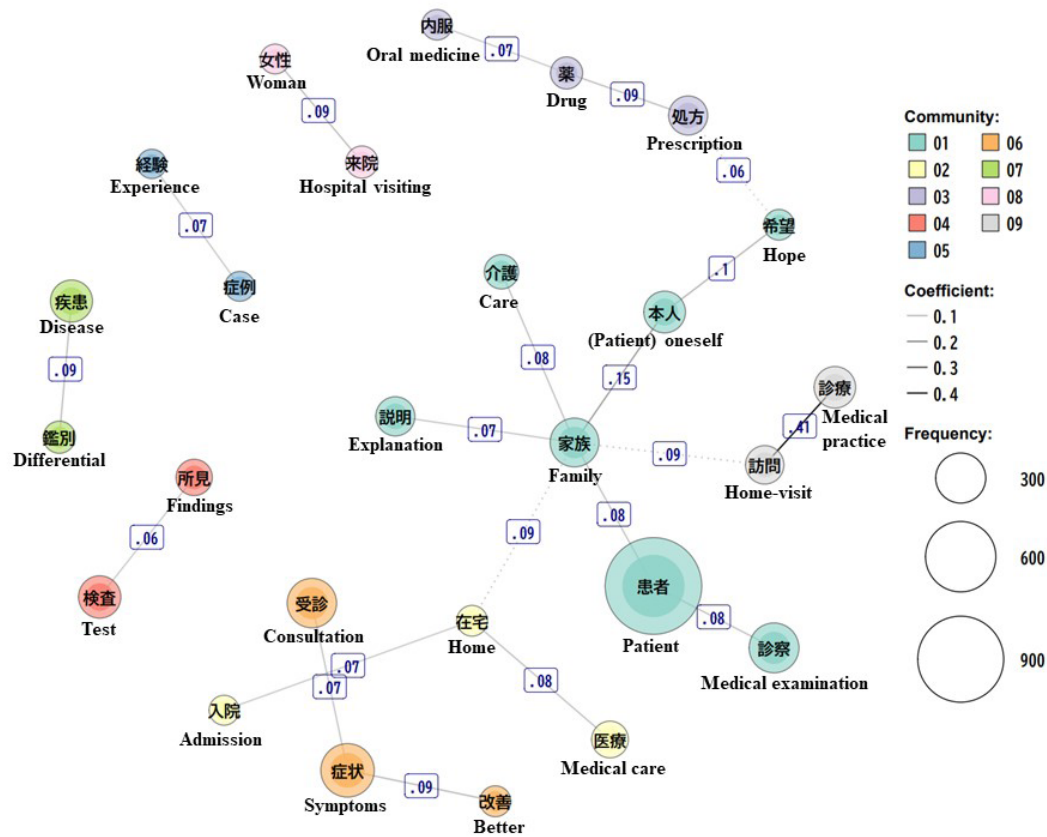 内服
Oral medicine
.07
薬
Drug
.09
処方
Prescription
.06
希望
Hope
.1
本人
(Patient) oneself
.15
女性
Woman
.09
来院
Hospital visiting
経験
Experience
.07
症例
Case
疾患
Disease
.09
鑑別
Differential
介護
Care
.08
説明
Explanation
.07
家族
Family
.09
訪問
Home-visit
.41
診療
Medical
practice
所見
Findings
.06
検査
Test
.09
.08
患者
Patient
.08
診察
Medical examination
受診
Consultation
在宅
Home
.07
.07
.08
入院
Admission
医療
Medical care
症状
Symptoms
.09
改善
Better
Community:
01
02
03
04
05
06
07
08
09
Coefficient:
0.1
0.2
0.3
0.4
Frequency:
300
600
900